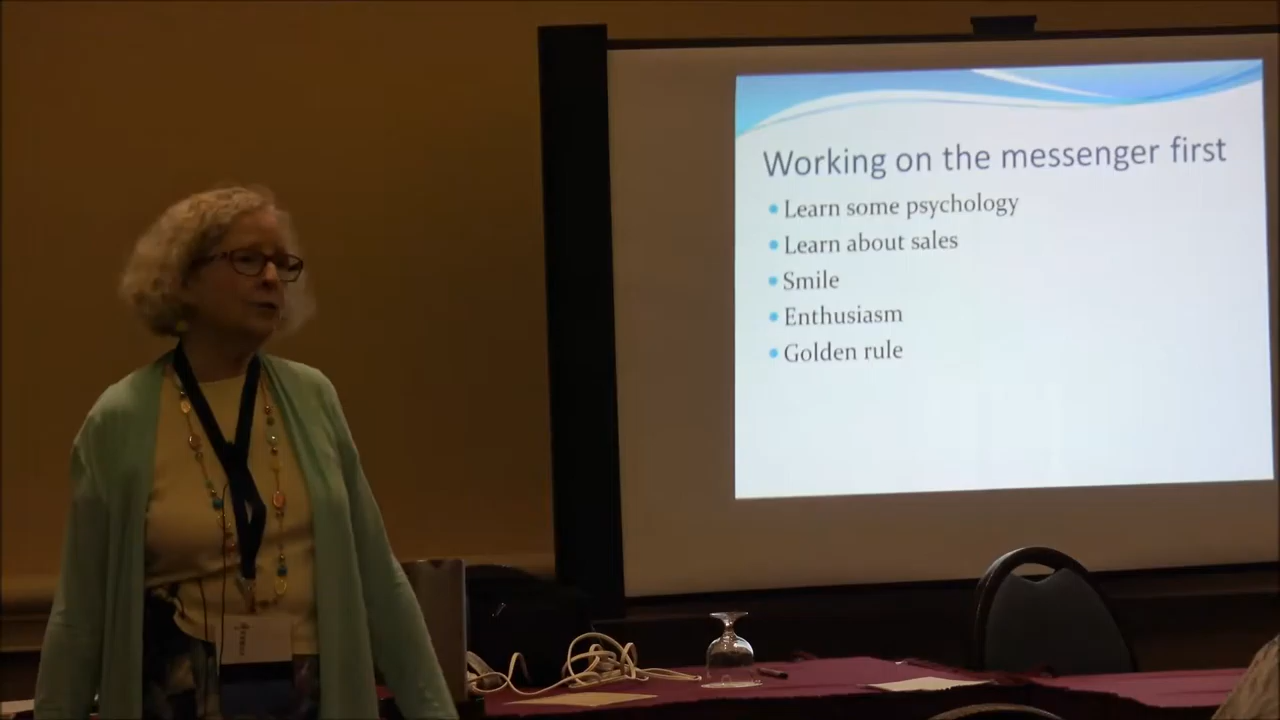 Working on the messenger first
Learn some psychology
Learn about sales
Smile
Enthusiasm
Golden rule